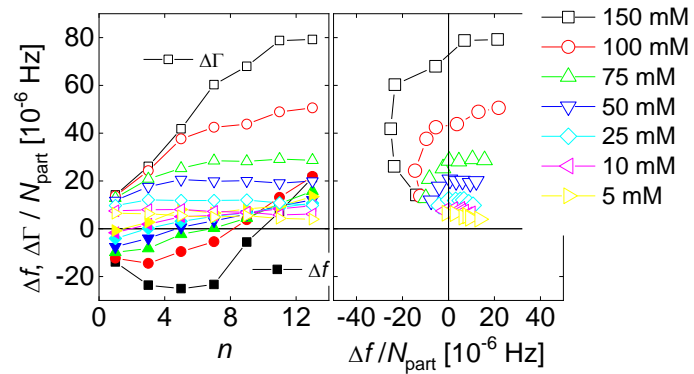 Δf, ΔΓ / N_part [10^-6 Hz]
80
60
40
20
0
-20
0 4 8 12
n
ΔΓ
Δf
-40 -20 0 20 40
Δf /N_part [10^-6 Hz]
150 mM
100 mM
75 mM
50 mM
25 mM
10 mM
5 mM